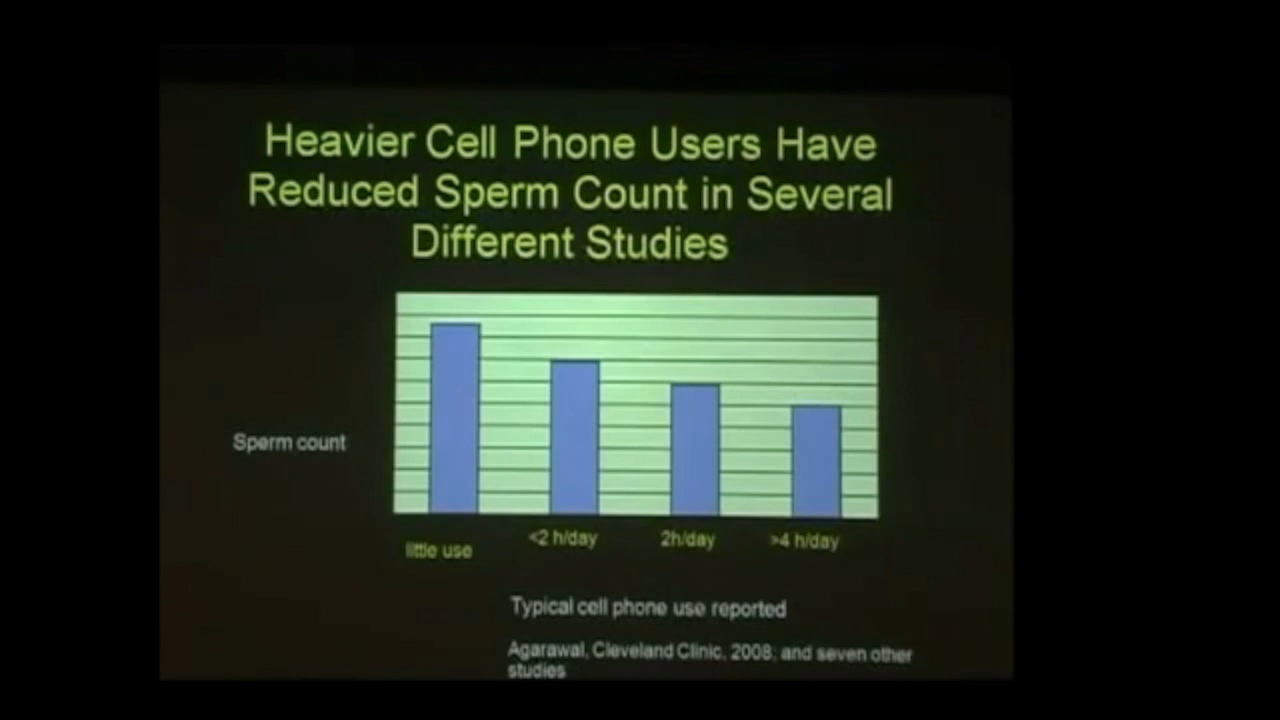 Heavier Cell Phone Users Have
Reduced Sperm Count in Several
Different Studies
Sperm count
little use
<2 h/day
2h/day
>4 h/day
Typical cell phone use reported
Agarawal, Cleveland Clinic, 2008; and seven other
studies